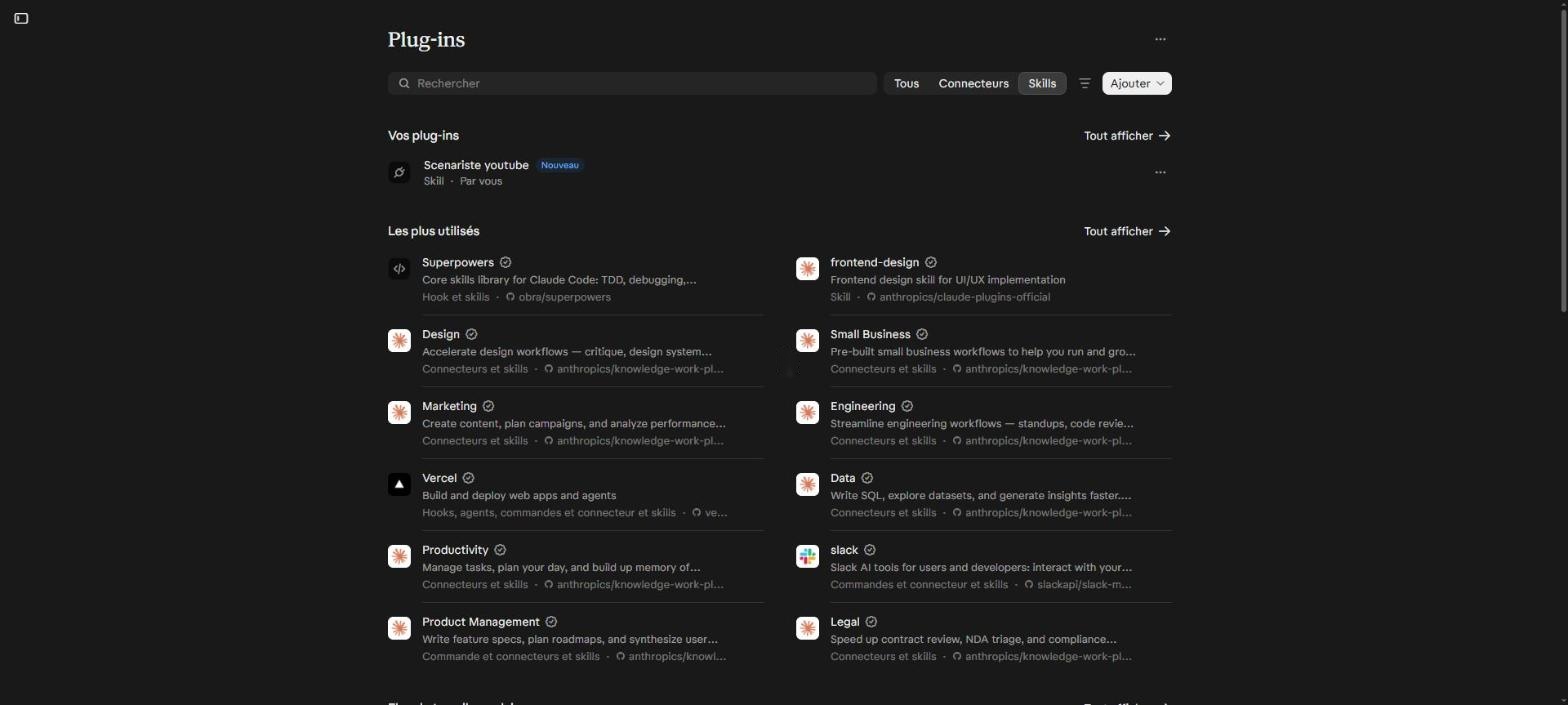 Plug-ins
Rechercher
Tous Connecteurs Skills Ajouter
Vos plug-ins Tout afficher
Scenariste youtube Nouveau
Skill · Par vous
Les plus utilisés Tout afficher
Superpowers
Core skills library for Claude Code: TDD, debugging,...
Hook et skills · obra/superpowers
frontend-design
Frontend design skill for UI/UX implementation
Skill · anthropics/claude-plugins-official
Design
Accelerate design workflows — critique, design system...
Connecteurs et skills · anthropics/knowledge-work-pl...
Small Business
Pre-built small business workflows to help you run and gro...
Connecteurs et skills · anthropics/knowledge-work-pl...
Marketing
Create content, plan campaigns, and analyze performance...
Connecteurs et skills · anthropics/knowledge-work-pl...
Engineering
Streamline engineering workflows — standups, code revie...
Connecteurs et skills · anthropics/knowledge-work-pl...
Vercel
Build and deploy web apps and agents
Hooks, agents, commandes et connecteur et skills · ve...
Data
Write SQL, explore datasets, and generate insights faster....
Connecteurs et skills · anthropics/knowledge-work-pl...
Productivity
Manage tasks, plan your day, and build up memory of...
Connecteurs et skills · anthropics/knowledge-work-pl...
slack
Slack AI tools for users and developers: interact with your...
Commandes et connecteur et skills · slackapi/slack-m...
Product Management
Write feature specs, plan roadmaps, and synthesize user...
Commande et connecteurs et skills · anthropics/knowl...
Legal
Speed up contract review, NDA triage, and compliance...
Connecteurs et skills · anthropics/knowledge-work-pl...